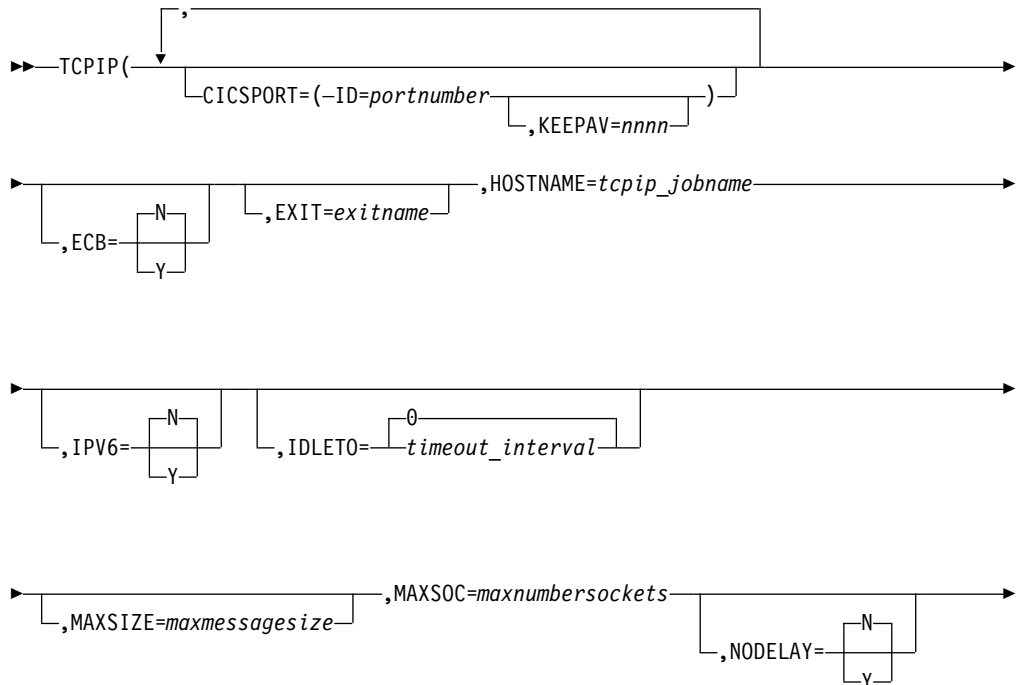 ,
TCPIP(
CICSPORT=(ID=portnumber )
,KEEPAV=nnnn
,HOSTNAME=tcpip_jobname
,ECB= N
Y
,EXIT=exitname
,IPV6= N
Y
,IDLETO= 0
timeout_interval
,MAXSIZE=maxmessagesize
,MAXSOC=maxnumbersockets
,NODELAY= N
Y